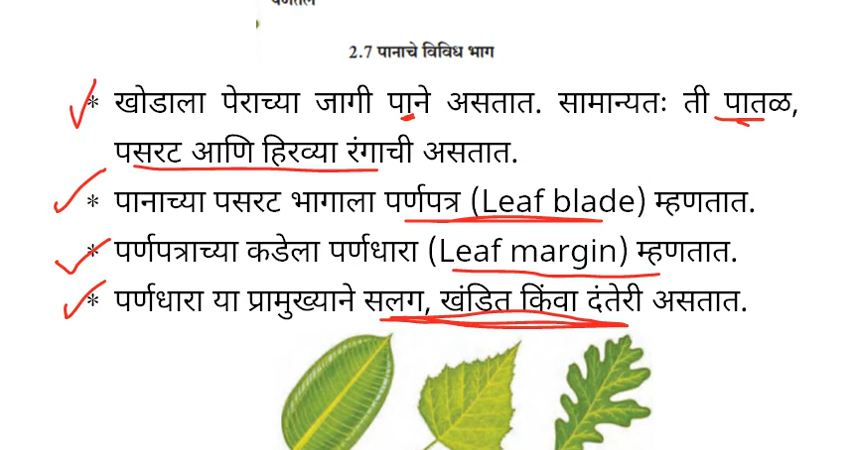 2.7 पानाचे विविध भाग
* खोडाला पेराच्या जागी पाने असतात. सामान्यतः ती पातळ,
पसरट आणि हिरव्या रंगाची असतात.
* पानाच्या पसरट भागाला पर्णपत्र (Leaf blade) म्हणतात.
* पर्णपत्राच्या कडेला पर्णधारा (Leaf margin) म्हणतात.
* पर्णधारा या प्रामुख्याने सलग, खंडित किंवा दंतेरी असतात.